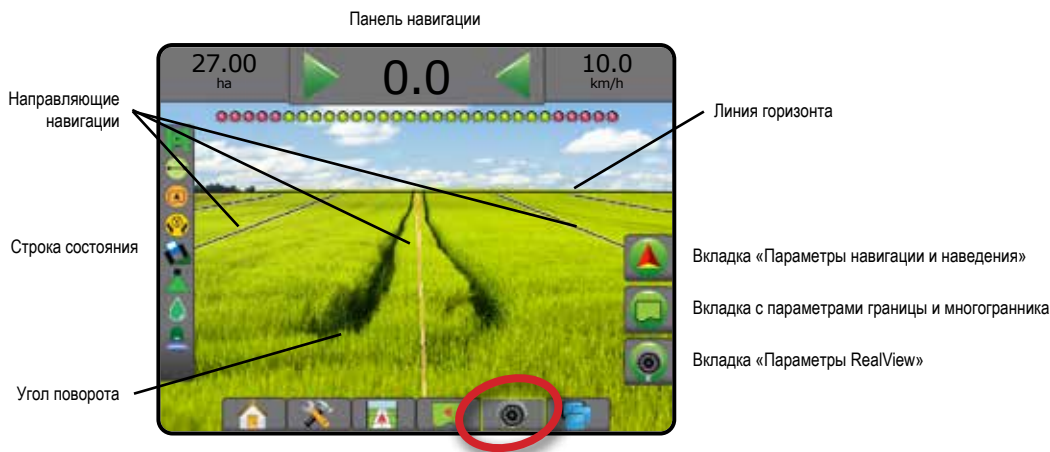 Панель навигации
27.00
ha
0.0
10.0
km/h
Направляющие
навигации
Линия горизонта
Строка состояния
Вкладка «Параметры навигации и наведения»
Вкладка с параметрами границы и многогранника
Вкладка «Параметры RealView»
Угол поворота